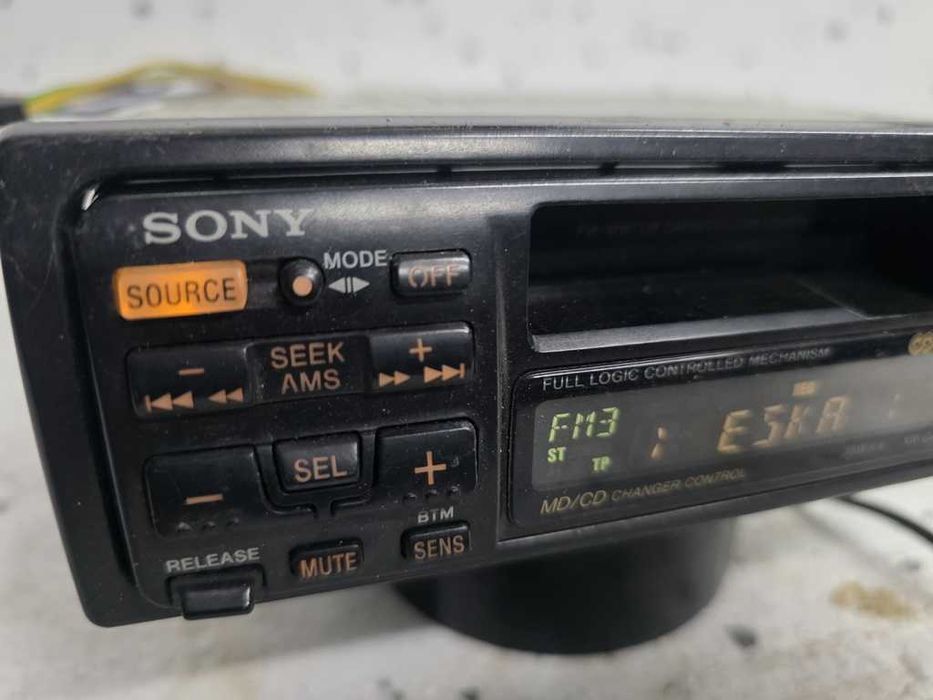 SONY
SOURCE
MODE
OFF
− SEEK +
AMS
SEL
− +
BTM
RELEASE
MUTE
SENS
FULL LOGIC CONTROLLED MECHANISM
FM3
ESKA
ST
TP
MD/CD CHANGER CONTROL